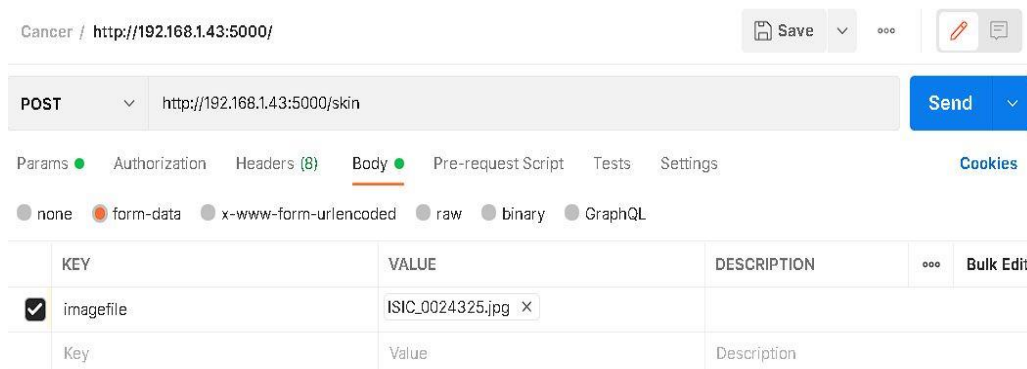 Cancer / http://192.168.1.43:5000/ Save ooo
POST http://192.168.1.43:5000/skin Send
Params Authorization Headers (8) Body Pre-request Script Tests Settings Cookies
none form-data x-www-form-urlencoded raw binary GraphQL
KEY VALUE DESCRIPTION ooo Bulk Edit
imagefile ISIC_0024325.jpg ×
Key Value Description